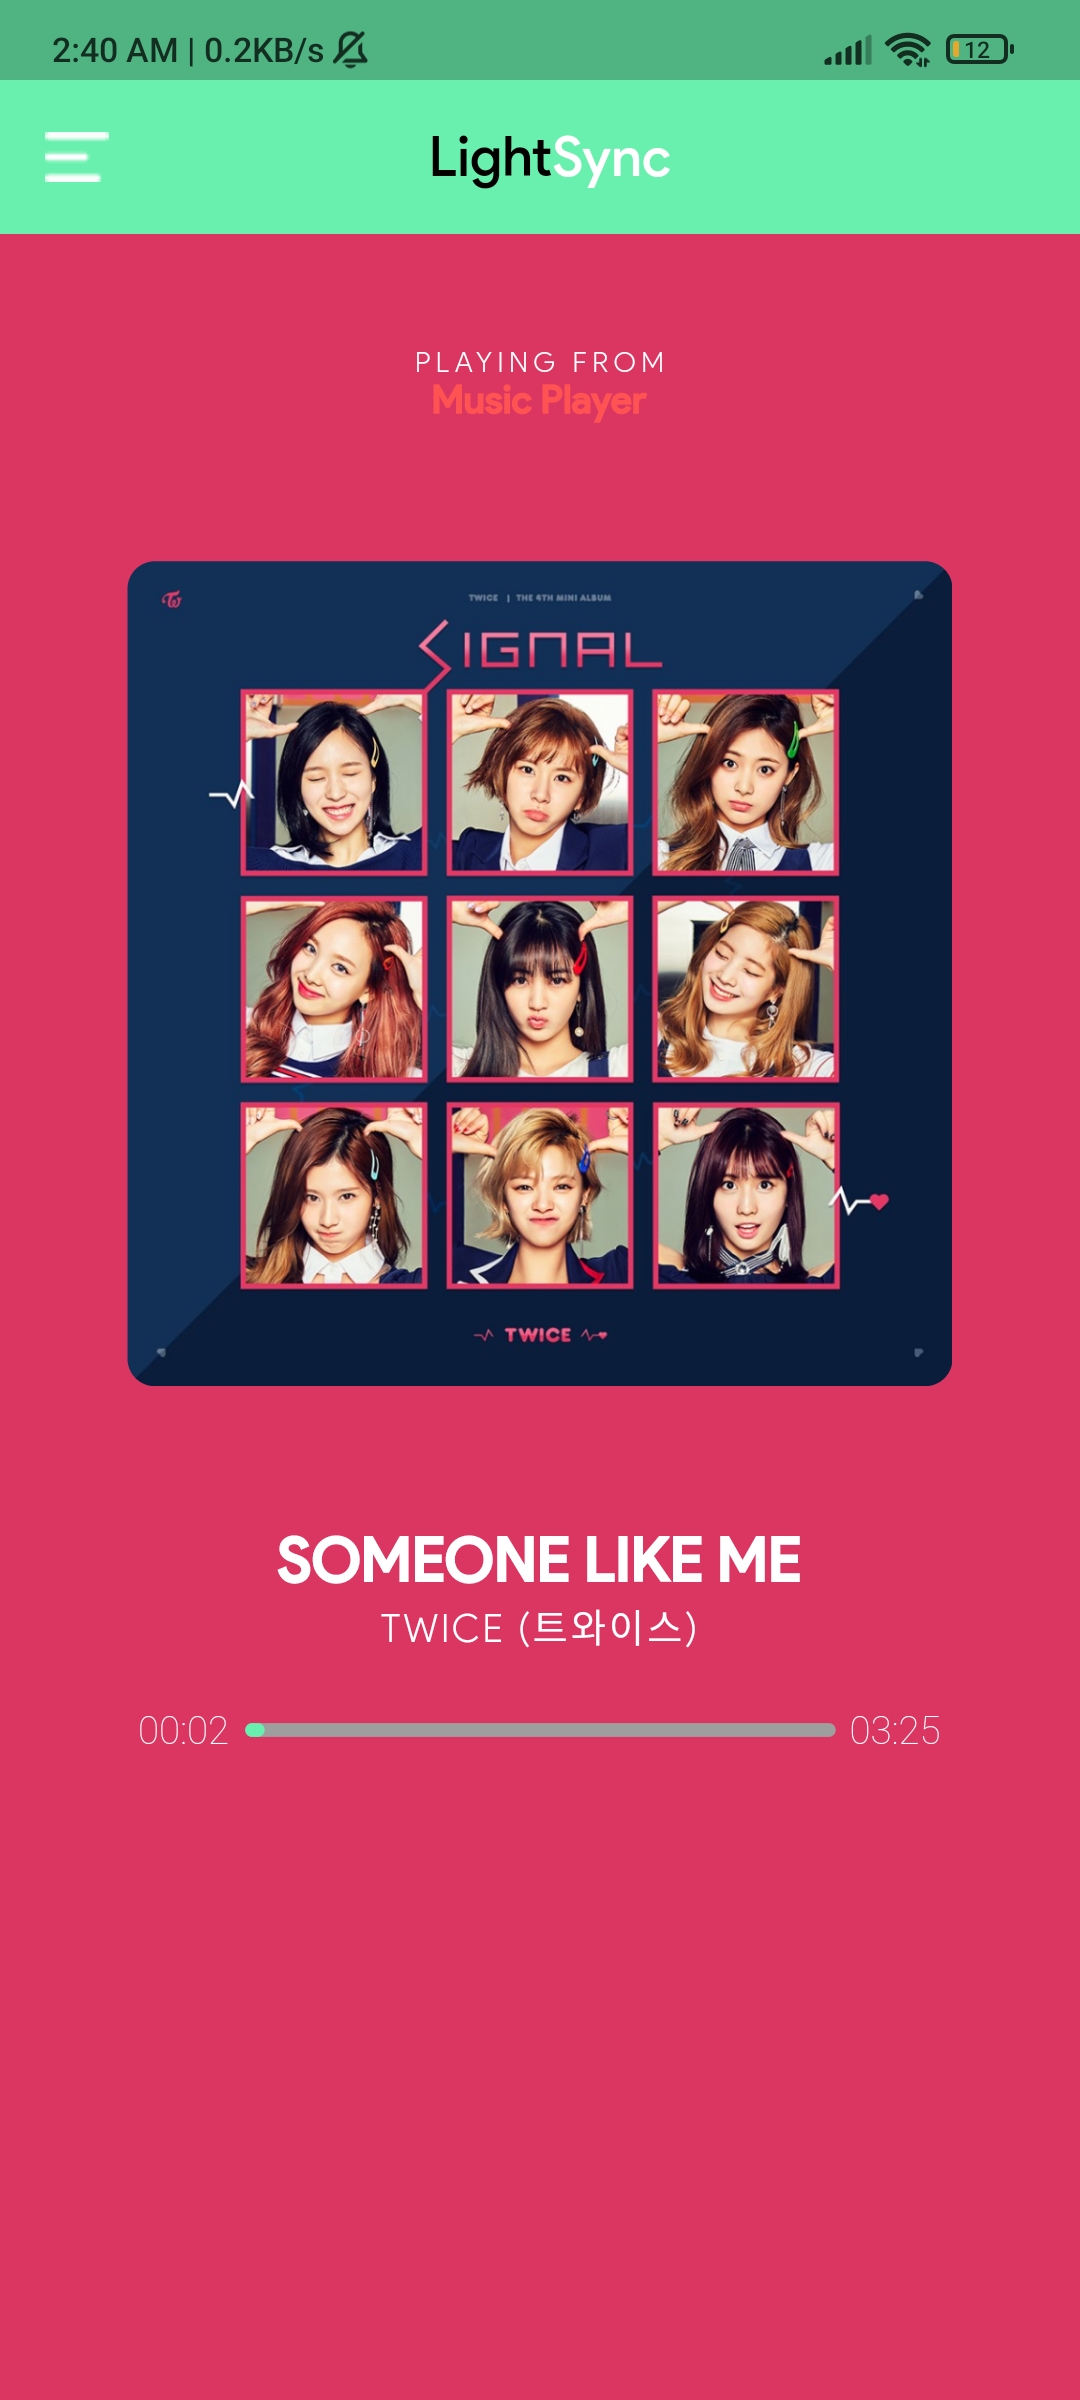 2:40 AM | 0.2KB/s
12
LightSync
PLAYING FROM
Music Player
TWICE | THE 4TH MINI ALBUM
SIGNAL
TWICE
SOMEONE LIKE ME
TWICE (트와이스)
00:02
03:25